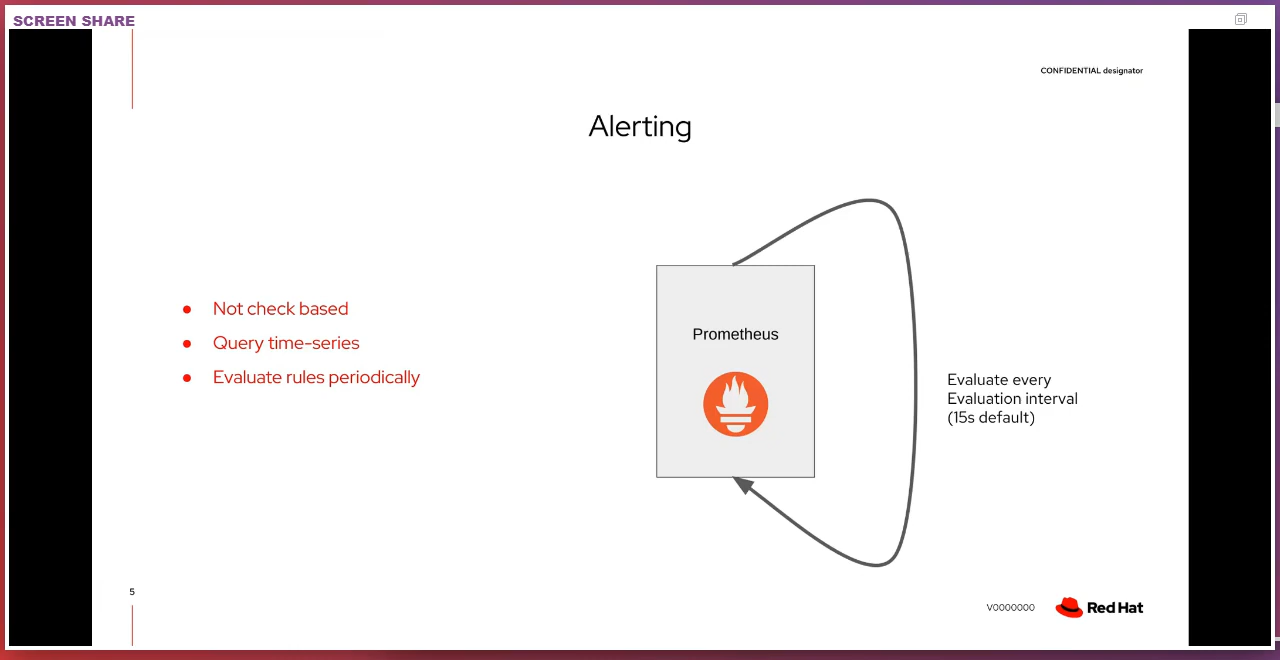 SCREEN SHARE
CONFIDENTIAL designator
Alerting
Not check based
Query time-series
Evaluate rules periodically
Prometheus
Evaluate every
Evaluation interval
(15s default)
5
V0000000
Red Hat